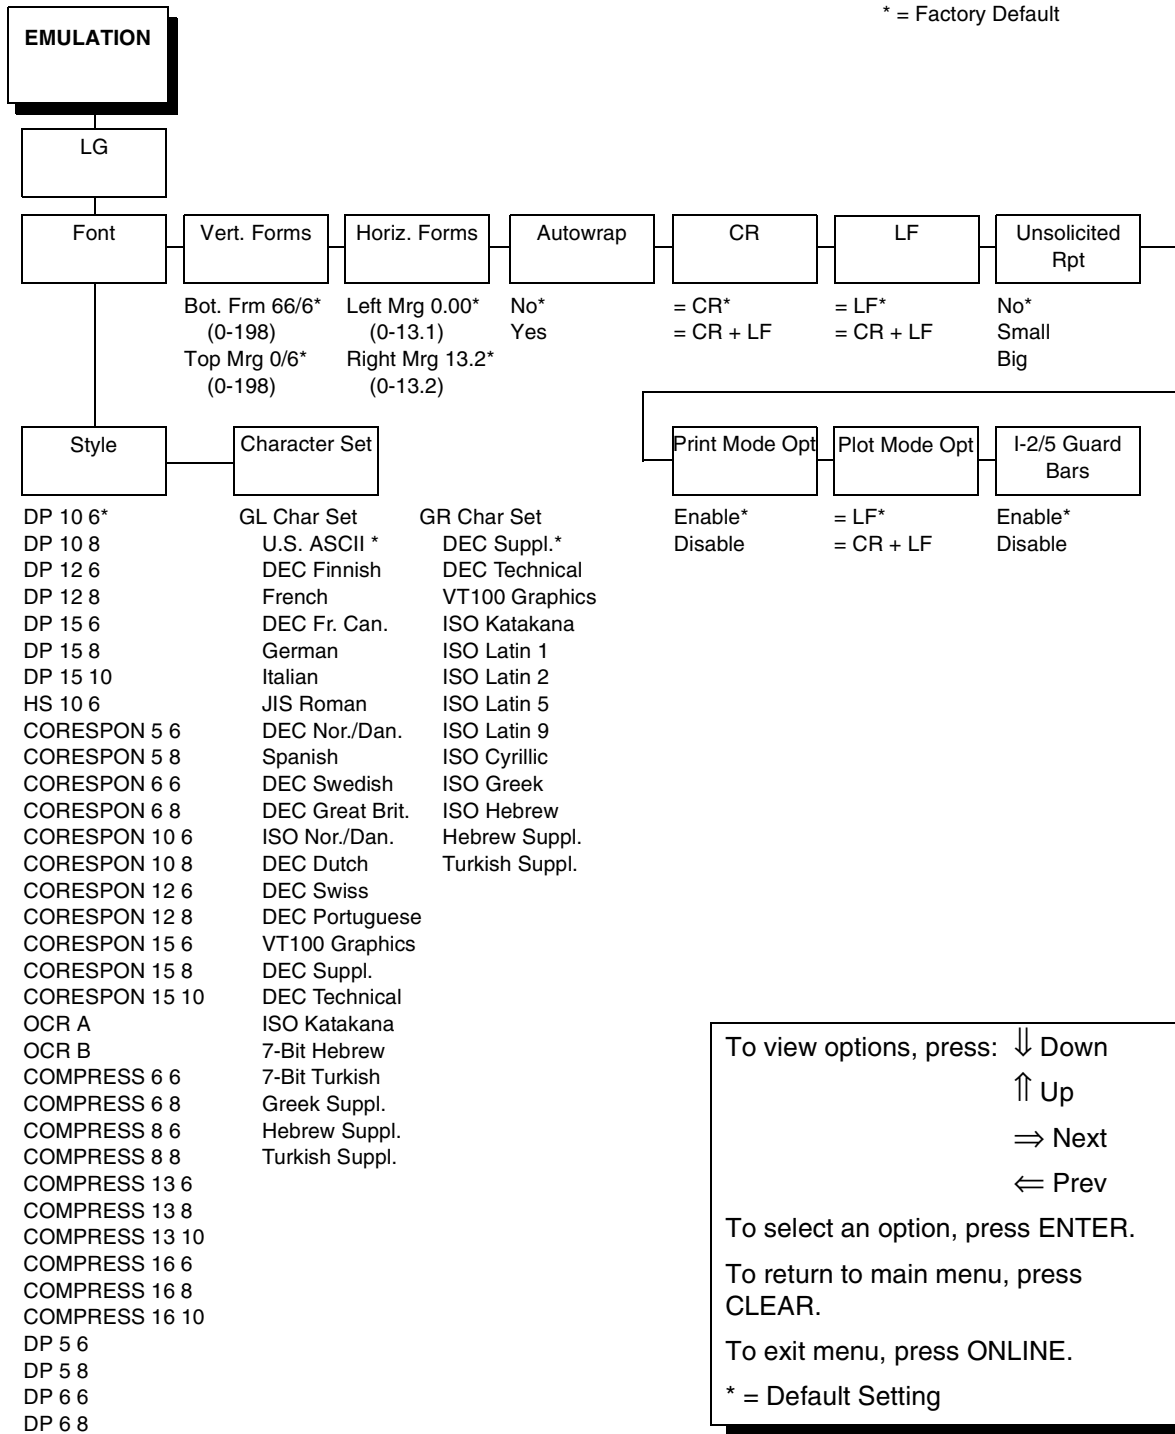 * = Factory Default
EMULATION
LG
Font
Vert. Forms
Horiz. Forms
Autowrap
CR
LF
Unsolicited
Rpt
Bot. Frm 66/6*
(0-198)
Top Mrg 0/6*
(0-198)
Left Mrg 0.00*
(0-13.1)
Right Mrg 13.2*
(0-13.2)
No*
Yes
= CR*
= CR + LF
= LF*
= CR + LF
No*
Small
Big
Style
Character Set
Print Mode Opt
Plot Mode Opt
I-2/5 Guard
Bars
DP 10 6*
DP 10 8
DP 12 6
DP 12 8
DP 15 6
DP 15 8
DP 15 10
HS 10 6
CORESPON 5 6
CORESPON 5 8
CORESPON 6 6
CORESPON 6 8
CORESPON 10 6
CORESPON 10 8
CORESPON 12 6
CORESPON 12 8
CORESPON 15 6
CORESPON 15 8
CORESPON 15 10
OCR A
OCR B
COMPRESS 6 6
COMPRESS 6 8
COMPRESS 8 6
COMPRESS 8 8
COMPRESS 13 6
COMPRESS 13 8
COMPRESS 13 10
COMPRESS 16 6
COMPRESS 16 8
COMPRESS 16 10
DP 5 6
DP 5 8
DP 6 6
DP 6 8
GL Char Set
U.S. ASCII *
DEC Finnish
French
DEC Fr. Can.
German
Italian
JIS Roman
DEC Nor./Dan.
Spanish
DEC Swedish
DEC Great Brit.
ISO Nor./Dan.
DEC Dutch
DEC Swiss
DEC Portuguese
VT100 Graphics
DEC Suppl.
DEC Technical
ISO Katakana
7-Bit Hebrew
7-Bit Turkish
Greek Suppl.
Hebrew Suppl.
Turkish Suppl.
GR Char Set
DEC Suppl.*
DEC Technical
VT100 Graphics
ISO Katakana
ISO Latin 1
ISO Latin 2
ISO Latin 5
ISO Latin 9
ISO Cyrillic
ISO Greek
ISO Hebrew
Hebrew Suppl.
Turkish Suppl.
Enable*
Disable
= LF*
= CR + LF
Enable*
Disable
To view options, press: ⇓ Down
⇑ Up
⇒ Next
⇐ Prev
To select an option, press ENTER.
To return to main menu, press
CLEAR.
To exit menu, press ONLINE.
* = Default Setting